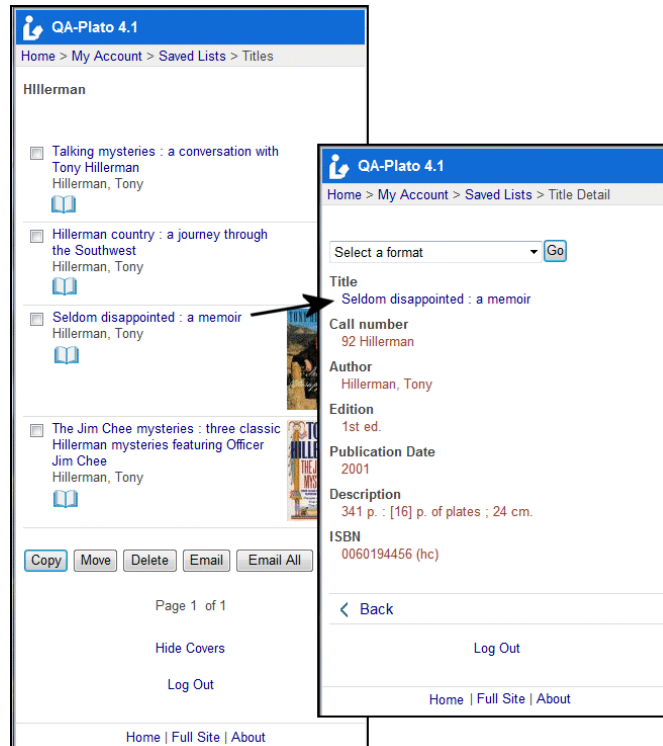 QA-Plato 4.1
Home > My Account > Saved Lists > Titles
HIllerman
Talking mysteries : a conversation with
Tony Hillerman
Hillerman, Tony
Hillerman country : a journey through
the Southwest
Hillerman, Tony
Seldom disappointed : a memoir
Hillerman, Tony
The Jim Chee mysteries : three classic
Hillerman mysteries featuring Officer
Jim Chee
Hillerman, Tony
Copy Move Delete Email Email All
Page 1 of 1
Hide Covers
Log Out
Home | Full Site | About
QA-Plato 4.1
Home > My Account > Saved Lists > Title Detail
Select a format Go
Title
Seldom disappointed : a memoir
Call number
92 Hillerman
Author
Hillerman, Tony
Edition
1st ed.
Publication Date
2001
Description
341 p. : [16] p. of plates ; 24 cm.
ISBN
0060194456 (hc)
Back
Log Out
Home | Full Site | About